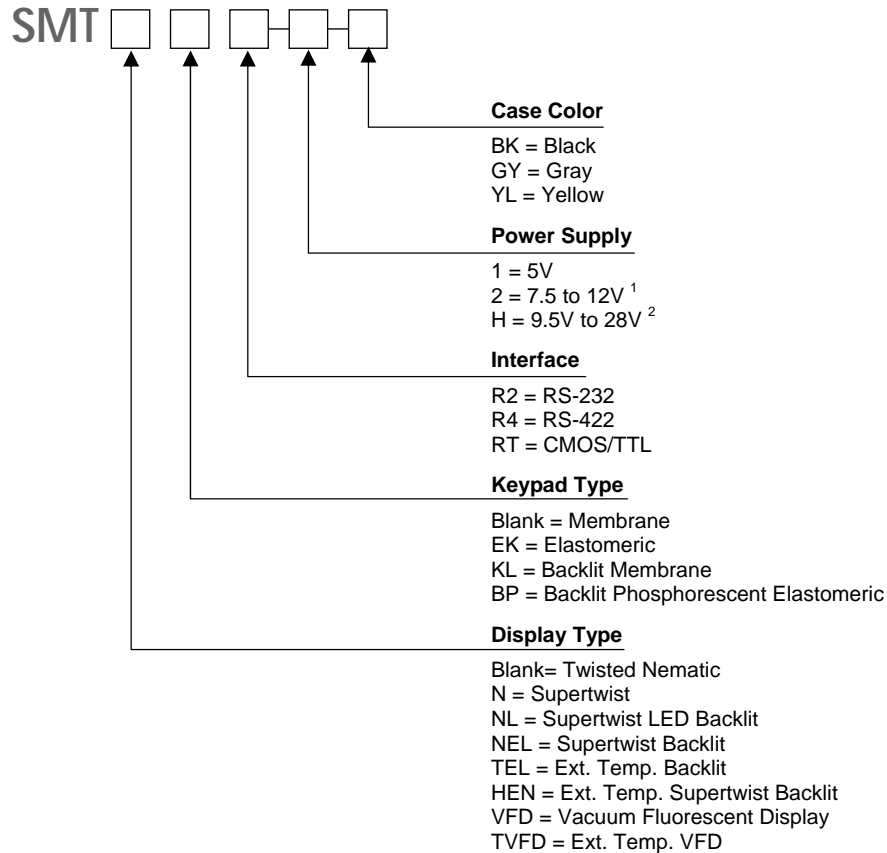 SMT
Case Color
BK = Black
GY = Gray
YL = Yellow
Power Supply
1 = 5V
2 = 7.5 to 12V 1
H = 9.5V to 28V 2
Interface
R2 = RS-232
R4 = RS-422
RT = CMOS/TTL
Keypad Type
Blank = Membrane
EK = Elastomeric
KL = Backlit Membrane
BP = Backlit Phosphorescent Elastomeric
Display Type
Blank= Twisted Nematic
N = Supertwist
NL = Supertwist LED Backlit
NEL = Supertwist Backlit
TEL = Ext. Temp. Backlit
HEN = Ext. Temp. Supertwist Backlit
VFD = Vacuum Fluorescent Display
TVFD = Ext. Temp. VFD